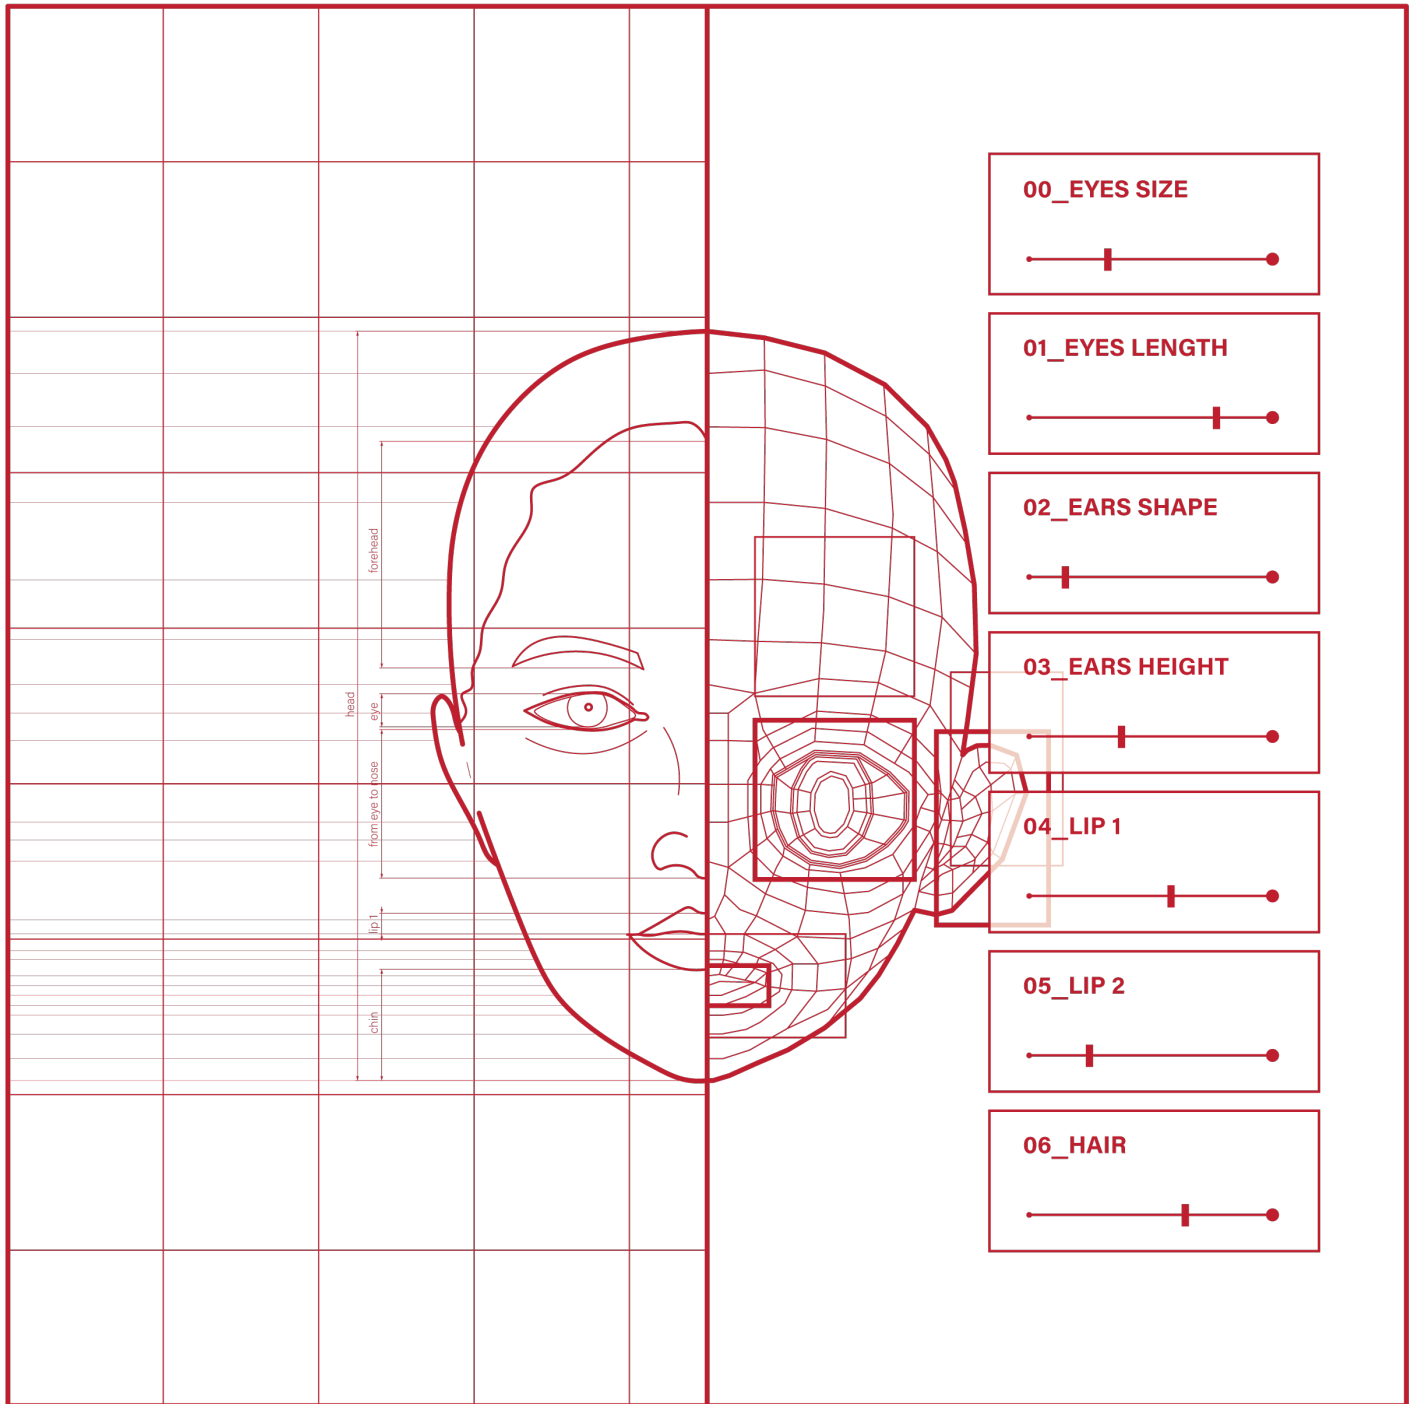 00_EYES SIZE
01_EYES LENGTH
02_EARS SHAPE
03_EARS HEIGHT
04_LIP 1
05_LIP 2
06_HAIR
forehead
head
eye
from eye to nose
lip 1
chin